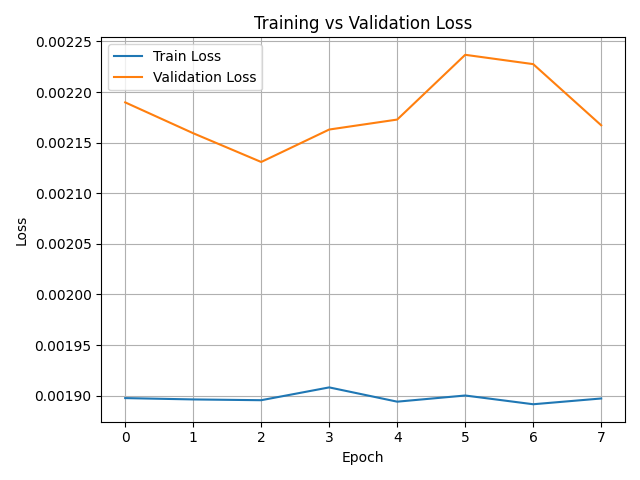 Training vs Validation Loss
Train Loss
Validation Loss
0.00225
0.00220
0.00215
0.00210
0.00205
0.00200
0.00195
0.00190
Loss
0 1 2 3 4 5 6 7
Epoch